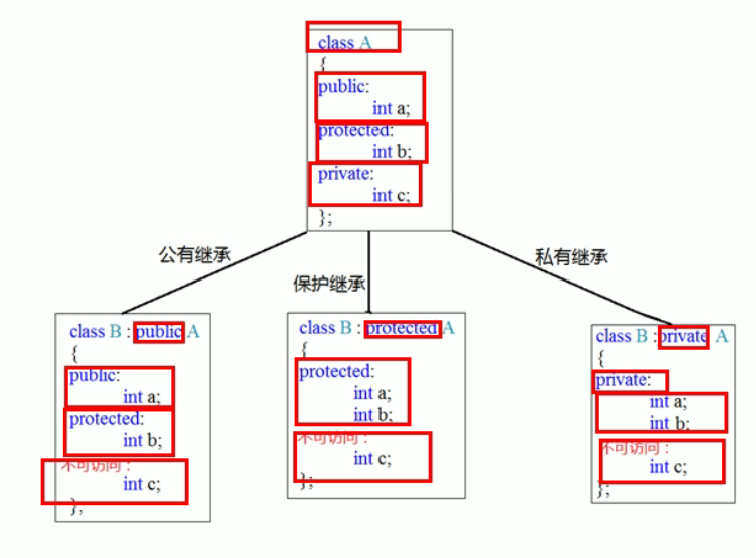 class A
{
public:
int a;
protected:
int b;
private:
int c;
};
公有继承
保护继承
私有继承
class B : public A
{
public:
int a;
protected:
int b;
不可访问：
int c;
};
class B : protected A
{
protected:
int a;
int b;
不可访问：
int c;
};
class B : private A
{
private:
int a;
int b;
不可访问：
int c;
};